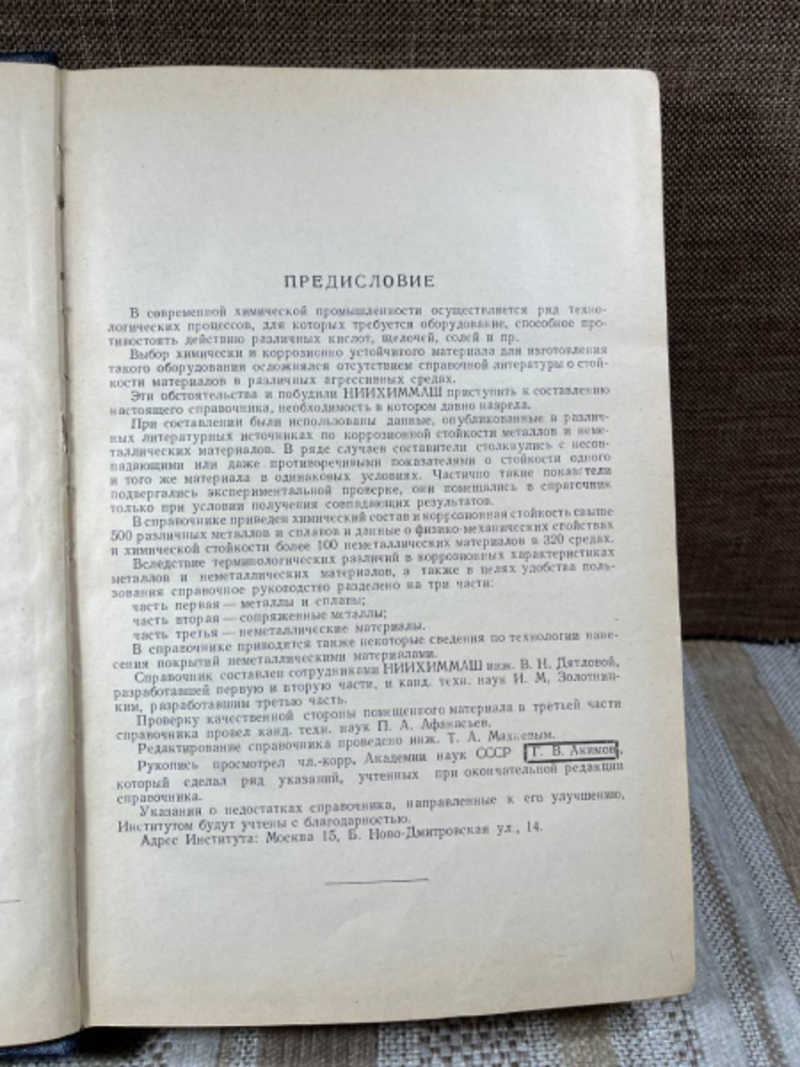 ПРЕДИСЛОВИЕ
В современной химической промышленности осуществляется ряд техно-
логических процессов, для которых требуется оборудование, способное про-
тивостоять действию различных кислот, щелочей, солей и пр.
Выбор химически и коррозионно устойчивого материала для изготовления
такого оборудования осложнялся отсутствием справочной литературы о стой-
кости материалов в различных агрессивных средах.
Эти обстоятельства и побудили НИИХИММАШ приступить к составлению
настоящего справочника, необходимость в котором давно назрела.
При составлении были использованы данные, опубликованные в различ-
ных литературных источниках по коррозионной стойкости металлов и неме-
таллических материалов. В ряде случаев составители столкнулись с несов-
падающими или даже противоречивыми показателями о стойкости одного
и того же материала в одинаковых условиях. Частично такие показатели
подвергались экспериментальной проверке, они помещались в справочник
только при условии получения совпадающих результатов.
В справочнике приведен химический состав и коррозионная стойкость свыше
500 различных металлов и сплавов и данные о физико-механических свойствах
и химической стойкости более 100 неметаллических материалов в 320 средах.
Вследствие терминологических различий в коррозионных характеристиках
металлов и неметаллических материалов, а также в целях удобства поль-
зования справочное руководство разделено на три части:
часть первая — металлы и сплавы;
часть вторая — сопряженные металлы;
часть третья — неметаллические материалы.
В справочнике приводятся также некоторые сведения по технологии нане-
сения покрытий неметаллическими материалами.
Справочник составлен сотрудниками НИИХИММАШ инж. В. Н. Дятловой,
разработавшей первую и вторую части, и канд. техн. наук И. М. Золотниц-
ким, разработавшим третью часть.
Проверку качественной стороны помещенного материала в третьей части
справочника провел канд. техн. наук П. А. Афанасьев.
Редактирование справочника проведено инж. Т. А.
Рукопись просмотрел чл.-корр. Академии наук СССР Г. В. Акимов,
который сделал ряд указаний, учтенных при окончательной редакции
справочника.
Указания о недостатках справочника, направленные к его улучшению,
Институтом будут учтены с благодарностью.
Адрес Института: Москва 15, Б. Ново-Дмитровская ул., 14.